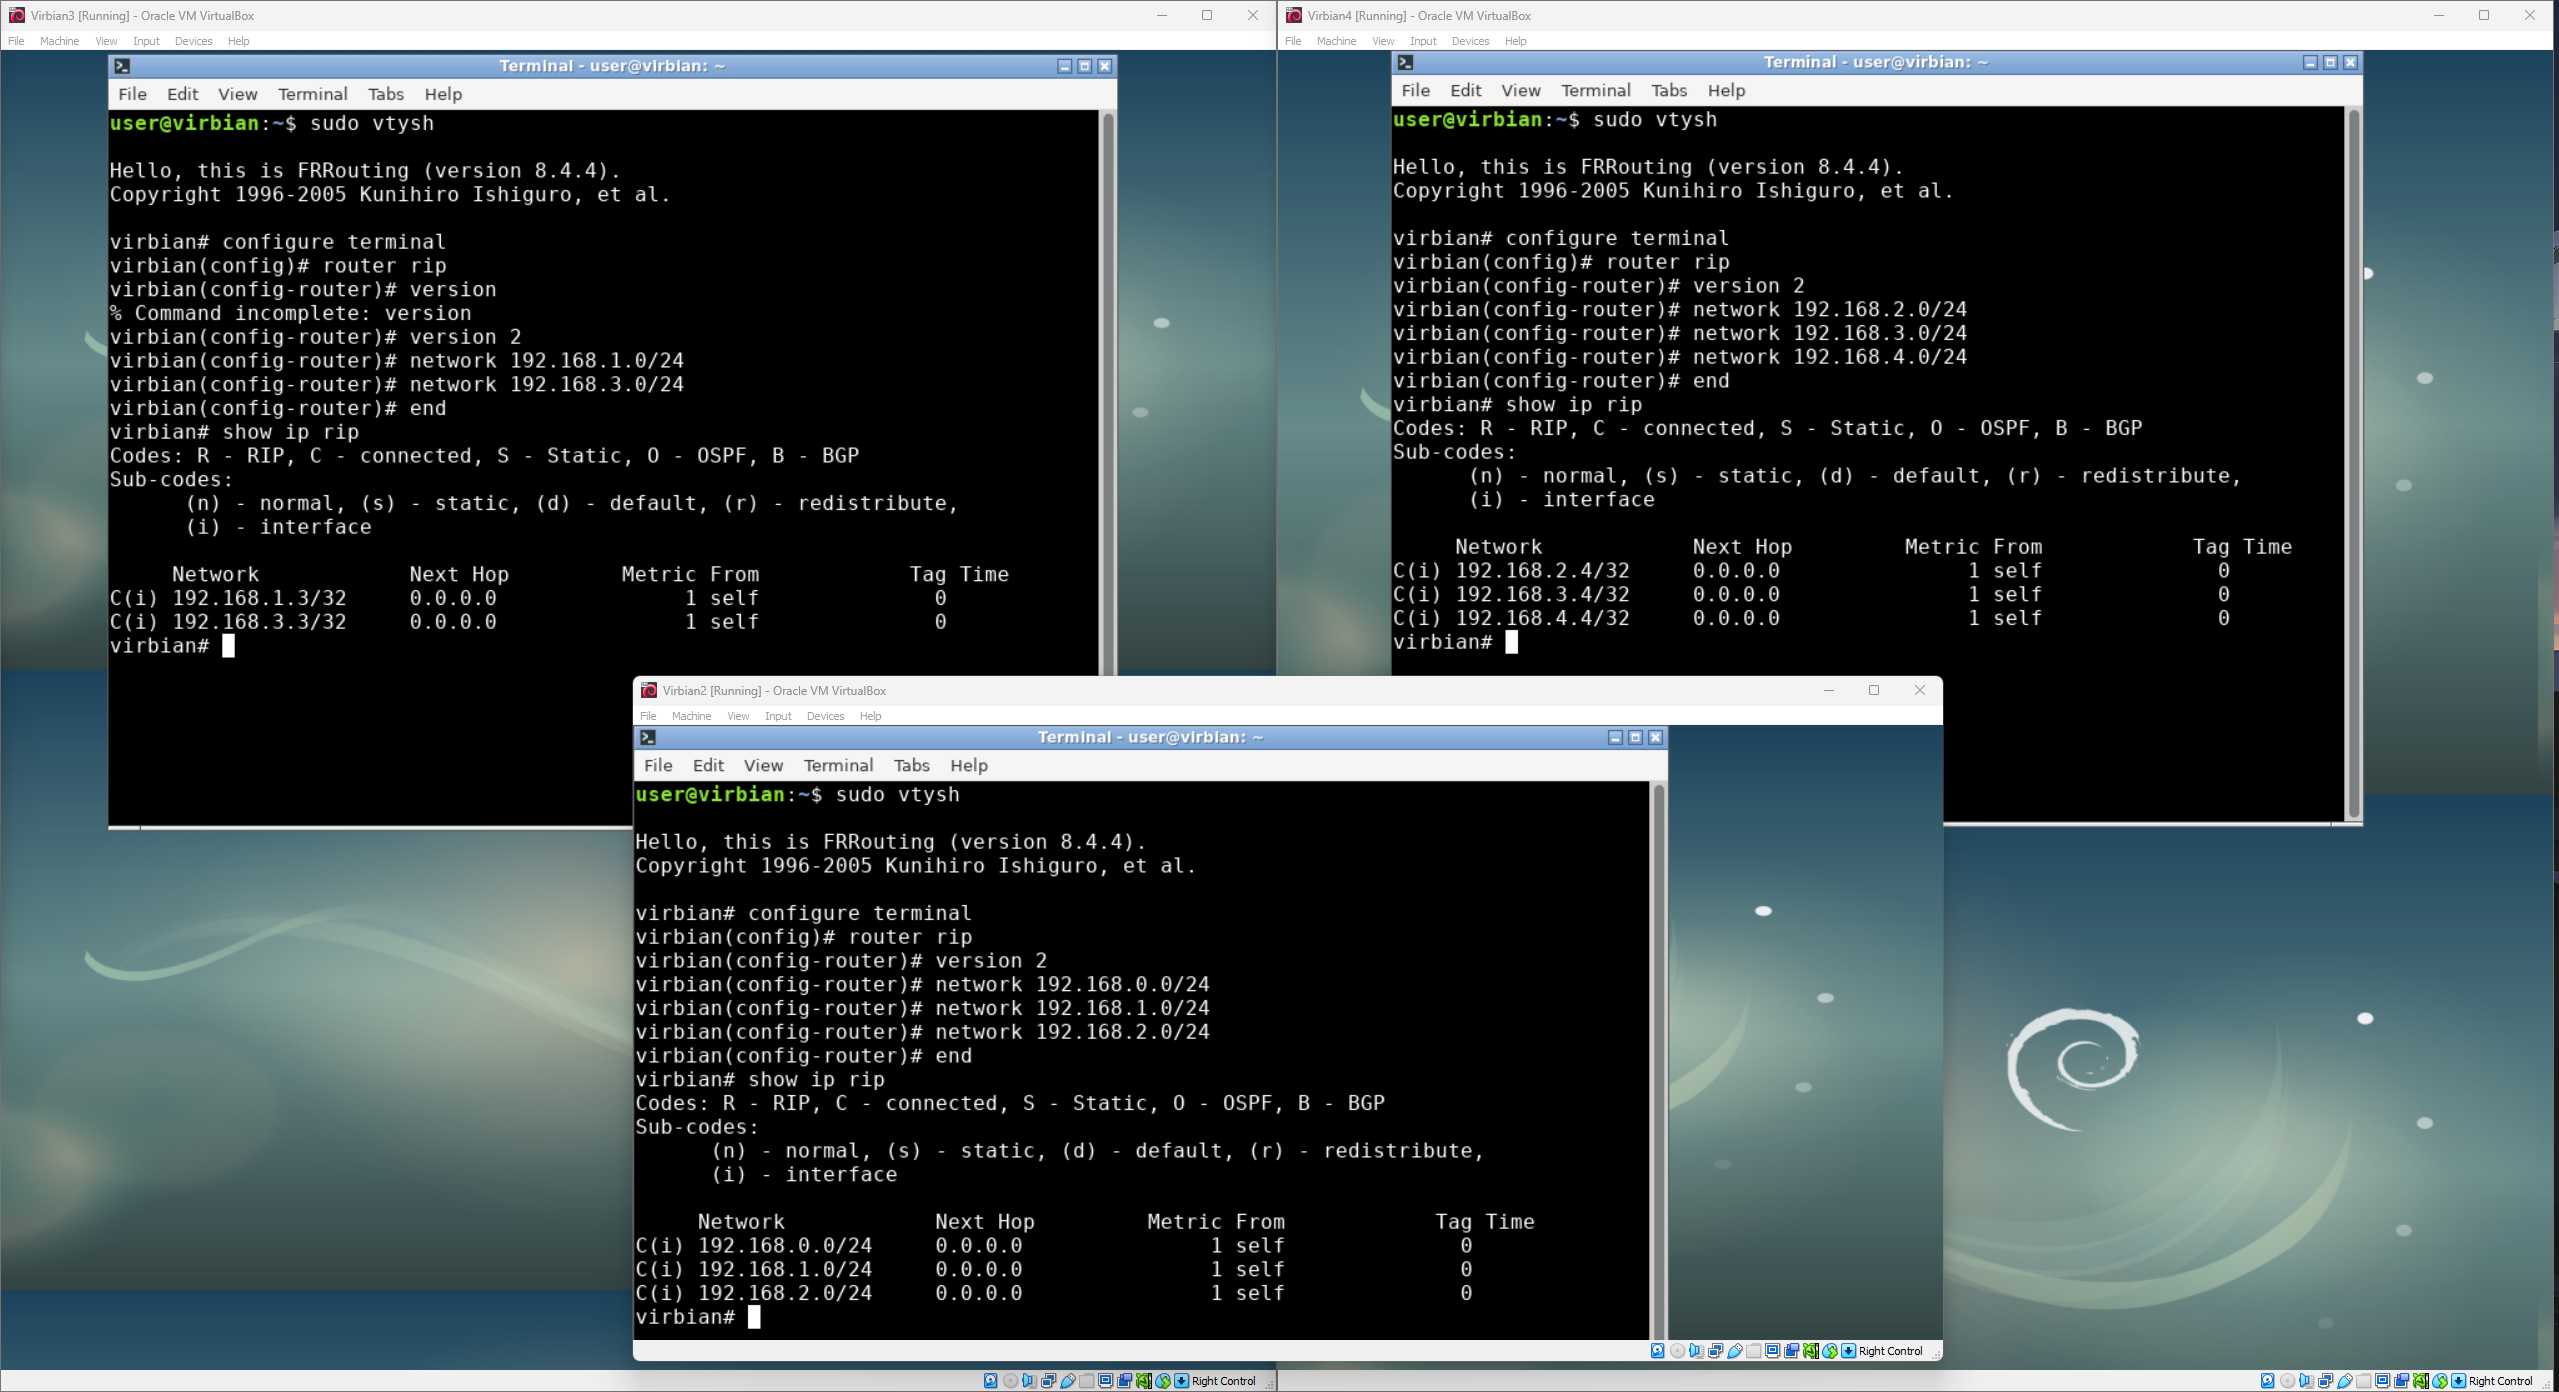 Virbian3 [Running] - Oracle VM VirtualBox
File Machine View Input Devices Help
Terminal - user@virbian: ~
File Edit View Terminal Tabs Help
user@virbian:~$ sudo vtysh
Hello, this is FRRouting (version 8.4.4).
Copyright 1996-2005 Kunihiro Ishiguro, et al.
virbian# configure terminal
virbian(config)# router rip
virbian(config-router)# version
% Command incomplete: version
virbian(config-router)# version 2
virbian(config-router)# network 192.168.1.0/24
virbian(config-router)# network 192.168.3.0/24
virbian(config-router)# end
virbian# show ip rip
Codes: R - RIP, C - connected, S - Static, O - OSPF, B - BGP
Sub-codes:
(n) - normal, (s) - static, (d) - default, (r) - redistribute,
(i) - interface
Network Next Hop Metric From Tag Time
C(i) 192.168.1.3/32 0.0.0.0 1 self 0
C(i) 192.168.3.3/32 0.0.0.0 1 self 0
virbian#
Virbian4 [Running] - Oracle VM VirtualBox
File Machine View Input Devices Help
Terminal - user@virbian: ~
File Edit View Terminal Tabs Help
user@virbian:~$ sudo vtysh
Hello, this is FRRouting (version 8.4.4).
Copyright 1996-2005 Kunihiro Ishiguro, et al.
virbian# configure terminal
virbian(config)# router rip
virbian(config-router)# version 2
virbian(config-router)# network 192.168.2.0/24
virbian(config-router)# network 192.168.3.0/24
virbian(config-router)# network 192.168.4.0/24
virbian(config-router)# end
virbian# show ip rip
Codes: R - RIP, C - connected, S - Static, O - OSPF, B - BGP
Sub-codes:
(n) - normal, (s) - static, (d) - default, (r) - redistribute,
(i) - interface
Network Next Hop Metric From Tag Time
C(i) 192.168.2.4/32 0.0.0.0 1 self 0
C(i) 192.168.3.4/32 0.0.0.0 1 self 0
C(i) 192.168.4.4/32 0.0.0.0 1 self 0
virbian#
Virbian2 [Running] - Oracle VM VirtualBox
File Machine View Input Devices Help
Terminal - user@virbian: ~
File Edit View Terminal Tabs Help
user@virbian:~$ sudo vtysh
Hello, this is FRRouting (version 8.4.4).
Copyright 1996-2005 Kunihiro Ishiguro, et al.
virbian# configure terminal
virbian(config)# router rip
virbian(config-router)# version 2
virbian(config-router)# network 192.168.0.0/24
virbian(config-router)# network 192.168.1.0/24
virbian(config-router)# network 192.168.2.0/24
virbian(config-router)# end
virbian# show ip rip
Codes: R - RIP, C - connected, S - Static, O - OSPF, B - BGP
Sub-codes:
(n) - normal, (s) - static, (d) - default, (r) - redistribute,
(i) - interface
Network Next Hop Metric From Tag Time
C(i) 192.168.0.0/24 0.0.0.0 1 self 0
C(i) 192.168.1.0/24 0.0.0.0 1 self 0
C(i) 192.168.2.0/24 0.0.0.0 1 self 0
virbian#
Right Control
Right Control
Right Control